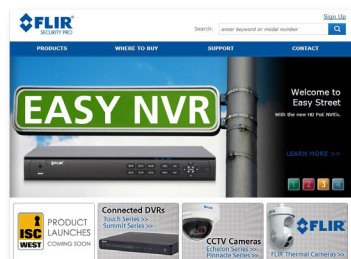 FLIR
SECURITY PRO
Sign Up
Search:
enter keyword or model number
PRODUCTS
WHERE TO BUY
SUPPORT
CONTACT
EASY NVR
Welcome to
Easy Street
With the new HD PoE NVRs.
LEARN MORE >>
FLIR
1
2
3
4
ISC
WEST
PRODUCT
LAUNCHES
COMING SOON
Connected DVRs
Touch Series >>
Summit Series >>
CCTV Cameras
Echelon Series >>
Pinnacle Series >>
FLIR
FLIR Thermal Cameras >>